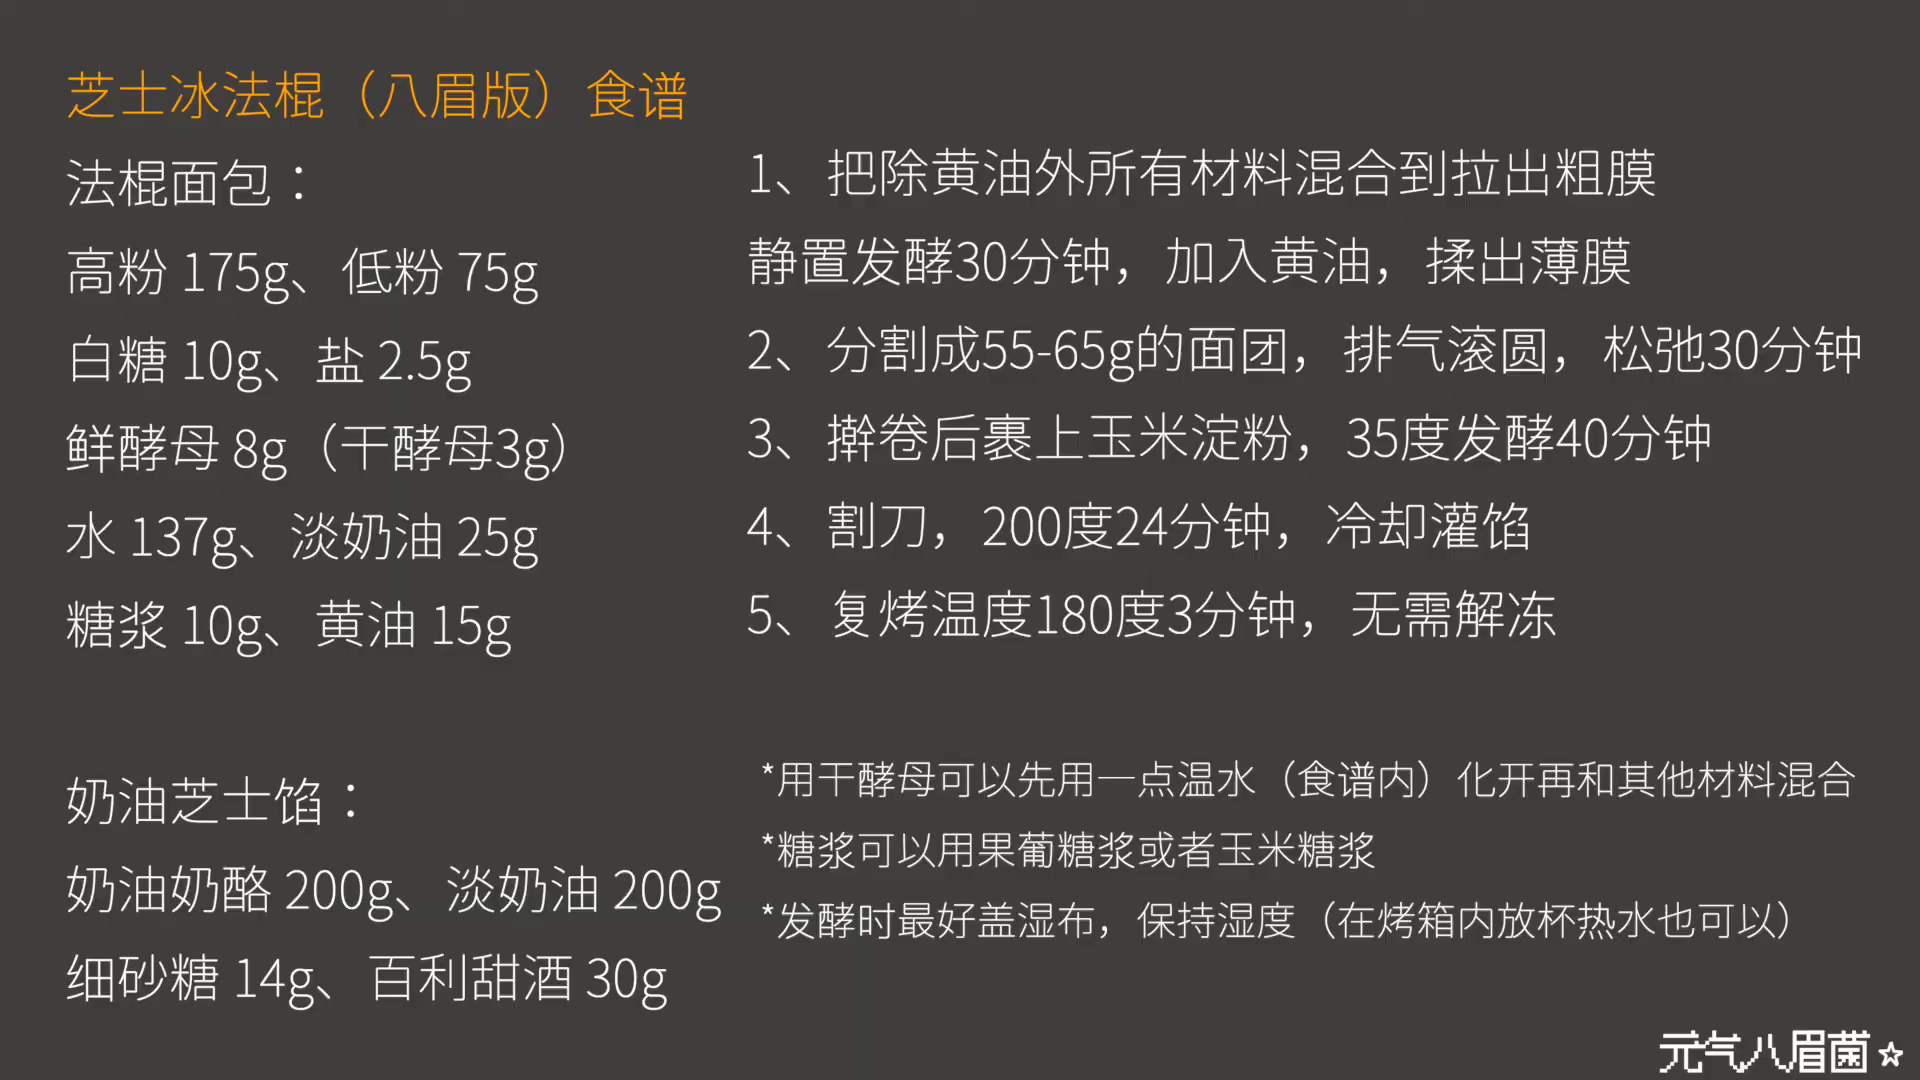 芝士冰法棍（八眉版）食谱
法棍面包：
高粉 175g、低粉 75g
白糖 10g、盐 2.5g
鲜酵母 8g（干酵母3g）
水 137g、淡奶油 25g
糖浆 10g、黄油 15g
奶油芝士馅：
奶油奶酪 200g、淡奶油 200g
细砂糖 14g、百利甜酒 30g
1、把除黄油外所有材料混合到拉出粗膜
静置发酵30分钟，加入黄油，揉出薄膜
2、分割成55-65g的面团，排气滚圆，松弛30分钟
3、擀卷后裹上玉米淀粉，35度发酵40分钟
4、割刀，200度24分钟，冷却灌馅
5、复烤温度180度3分钟，无需解冻
*用干酵母可以先用一点温水（食谱内）化开再和其他材料混合
*糖浆可以用果葡糖浆或者玉米糖浆
*发酵时最好盖湿布，保持湿度（在烤箱内放杯热水也可以）
元气八眉菌☆